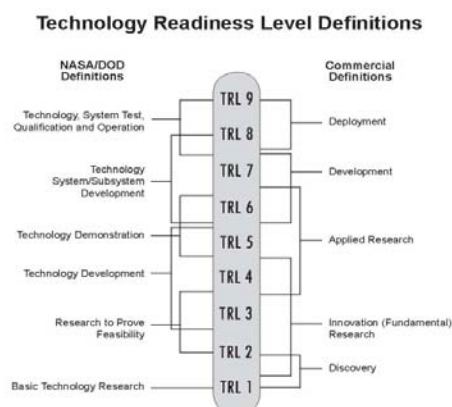 Technology Readiness Level Definitions
NASA/DOD
Definitions
Technology, System Test,
Qualification and Operation
Technology
System/Subsystem
Development
Technology Demonstration
Technology Development
Research to Prove
Feasibility
Basic Technology Research
TRL 9
TRL 8
TRL 7
TRL 6
TRL 5
TRL 4
TRL 3
TRL 2
TRL 1
Commercial
Definitions
Deployment
Development
Applied Research
Innovation (Fundamental)
Research
Discovery